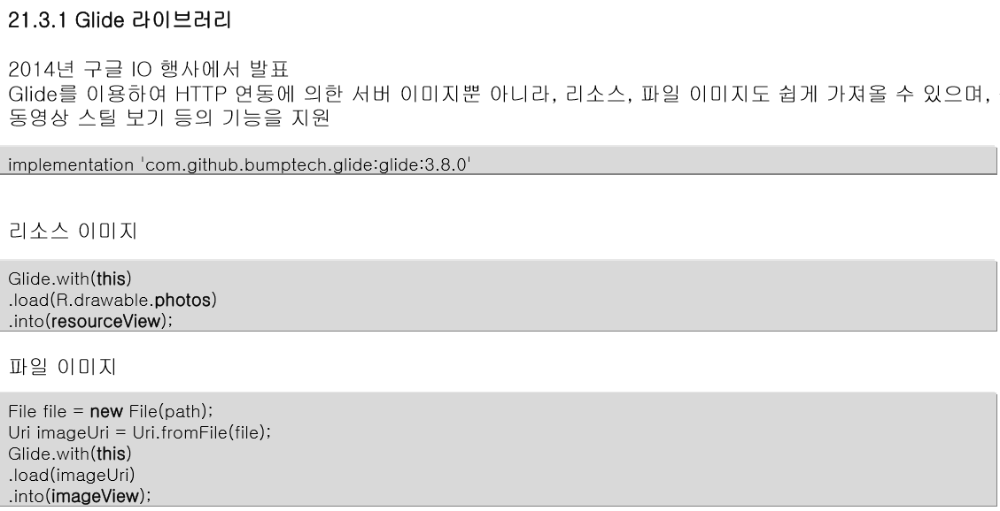 21.3.1 Glide 라이브러리
2014년 구글 IO 행사에서 발표
Glide를 이용하여 HTTP 연동에 의한 서버 이미지뿐 아니라, 리소스, 파일 이미지도 쉽게 가져올 수 있으며,
동영상 스틸 보기 등의 기능을 지원
implementation 'com.github.bumptech.glide:glide:3.8.0'
리소스 이미지
Glide.with(this)
.load(R.drawable.photos)
.into(resourceView);
파일 이미지
File file = new File(path);
Uri imageUri = Uri.fromFile(file);
Glide.with(this)
.load(imageUri)
.into(imageView);